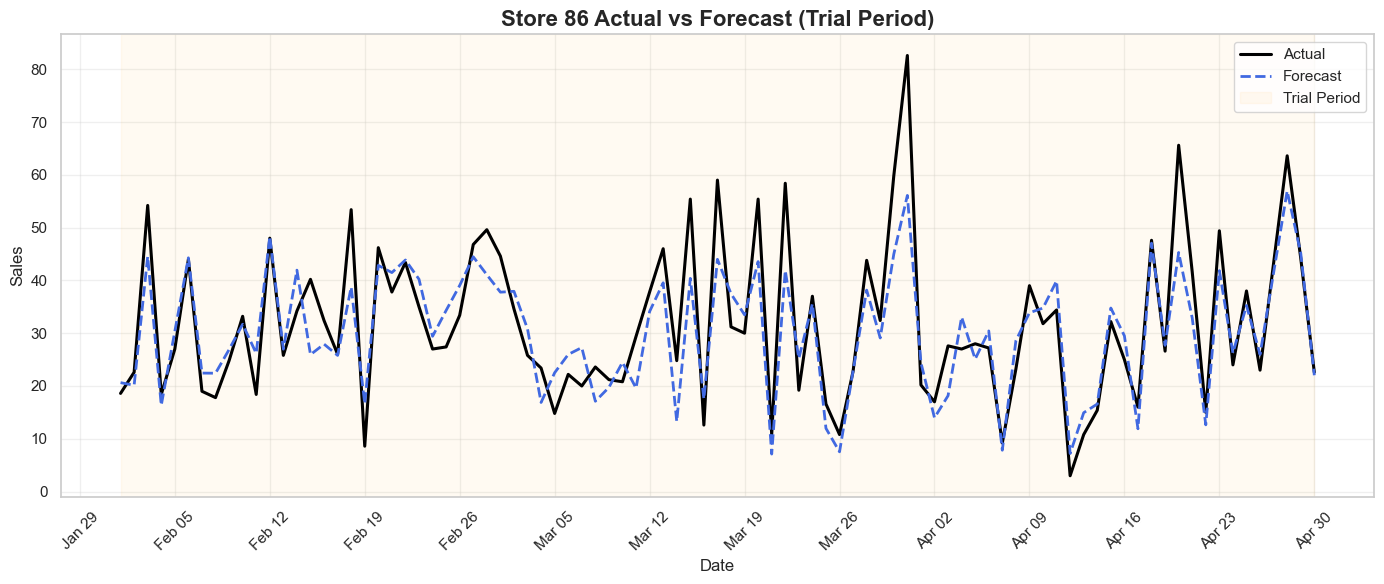 Store 86 Actual vs Forecast (Trial Period)
Actual
Forecast
Trial Period
Sales
80
70
60
50
40
30
20
10
0
Jan 29
Feb 05
Feb 12
Feb 19
Feb 26
Mar 05
Mar 12
Mar 19
Mar 26
Apr 02
Apr 09
Apr 16
Apr 23
Apr 30
Date